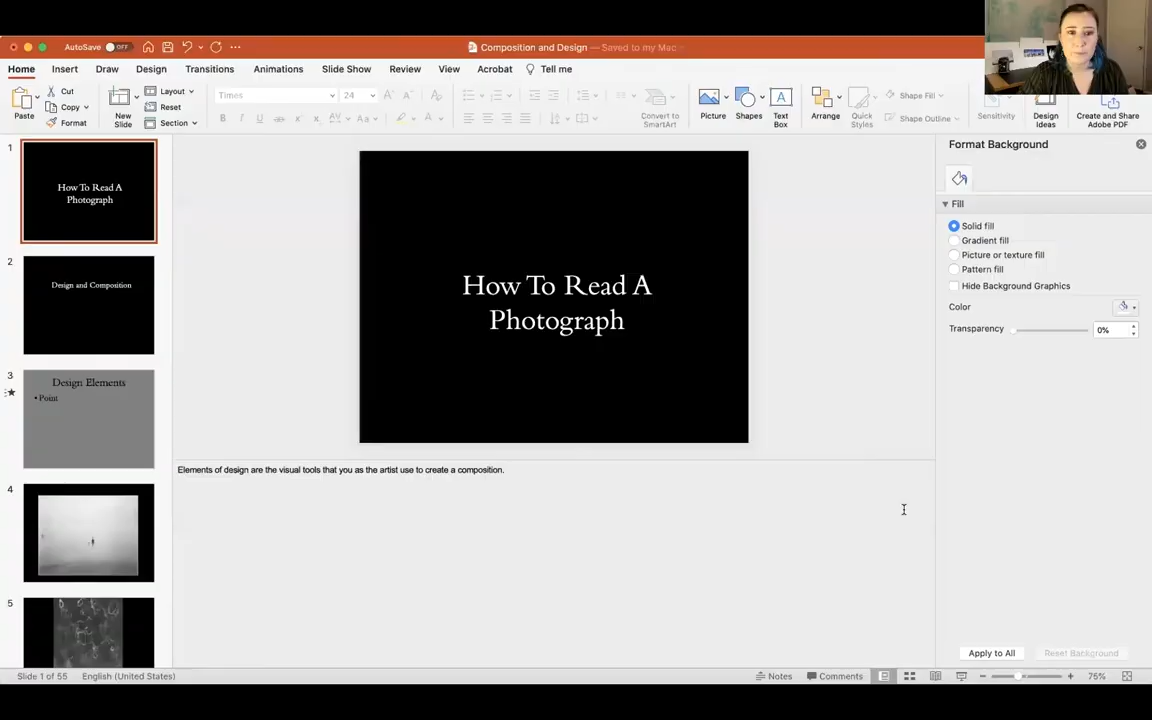 AutoSave OFF
Composition and Design — Saved to my Mac
Home Insert Draw Design Transitions Animations Slide Show Review View Acrobat Tell me
Paste
Cut
Copy
Format
New Slide
Layout
Reset
Section
Times 24
Convert to SmartArt
Picture
Shapes
Text Box
Arrange
Quick Styles
Shape Fill
Shape Outline
Sensitivity
Design Ideas
Create and Share Adobe PDF
1
How To Read A
Photograph
2
Design and Composition
3
Design Elements
• Point
4
5
How To Read A
Photograph
Elements of design are the visual tools that you as the artist use to create a composition.
Format Background
Fill
Solid fill
Gradient fill
Picture or texture fill
Pattern fill
Hide Background Graphics
Color
Transparency 0%
Apply to All Reset Background
Slide 1 of 55 English (United States) Notes Comments 75%